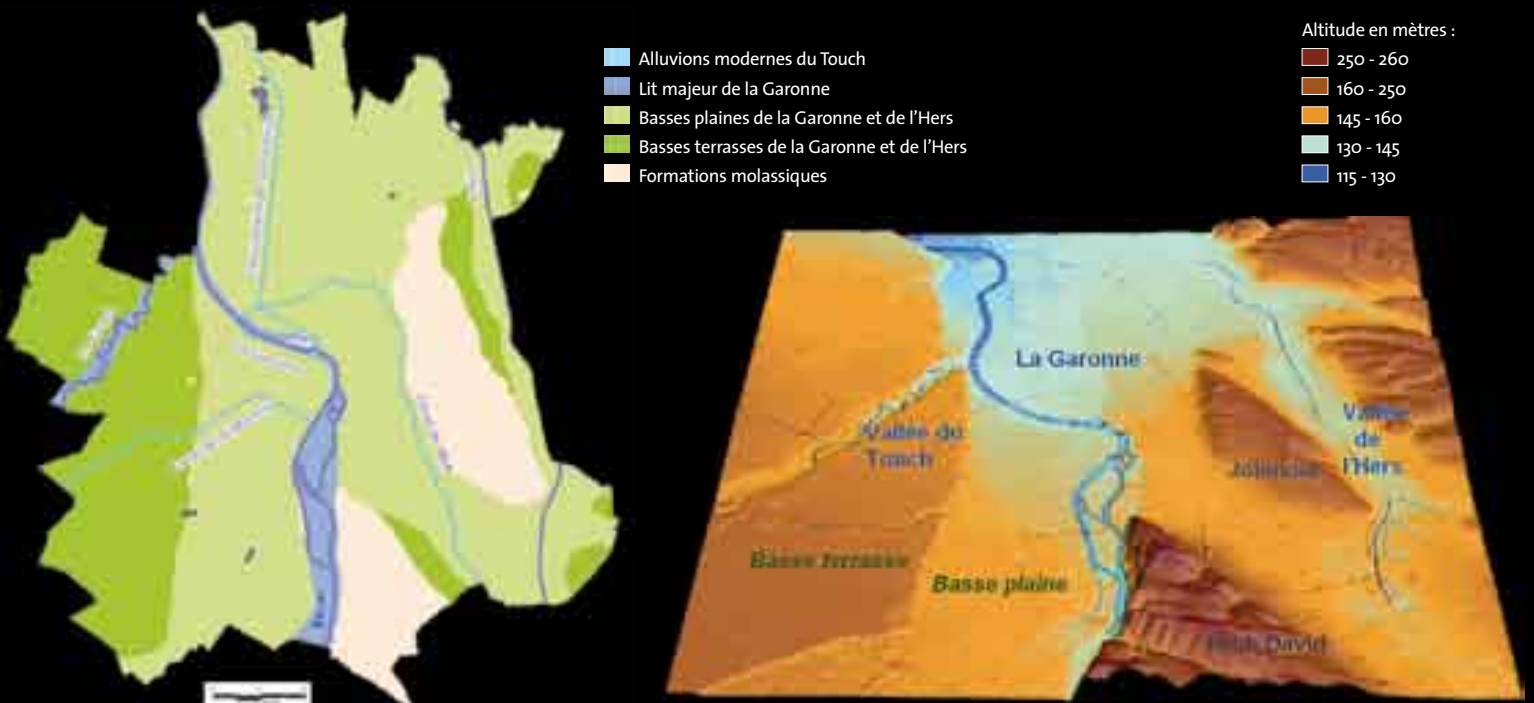 Alluvions modernes du Touch
Lit majeur de la Garonne
Basses plaines de la Garonne et de l'Hers
Basses terrasses de la Garonne et de l'Hers
Formations molassiques
Altitude en mètres :
250 - 260
160 - 250
145 - 160
130 - 145
115 - 130
La Garonne
Vallée du
Touch
Vallée
de
l'Hers
Basse terrasse
Basse plaine
David